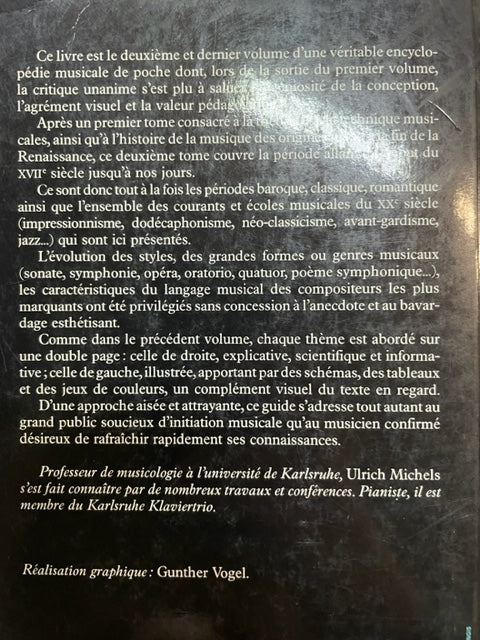 Ce livre est le deuxième et dernier volume d'une véritable encyclo-
pédie musicale de poche dont, lors de la sortie du premier volume,
la critique unanime s'est plu à saluer l'ingéniosité de la conception,
l'agrément visuel et la valeur pédagogique.
Après un premier tome consacré à la technique musi-
cales, ainsi qu'à l'histoire de la musique des origines fin de la
Renaissance, ce deuxième tome couvre la période allant du
XVIIe siècle jusqu'à nos jours.
Ce sont donc tout à la fois les périodes baroque, classique, romantique
ainsi que l'ensemble des courants et écoles musicales du XXe siècle
(impressionnisme, dodécaphonisme, néo-classicisme, avant-gardisme,
jazz...) qui sont ici présentés.
L'évolution des styles, des grandes formes ou genres musicaux
(sonate, symphonie, opéra, oratorio, quatuor, poème symphonique...),
les caractéristiques du langage musical des compositeurs les plus
marquants ont été privilégiés sans concession à l'anecdote et au bavar-
dage esthétisant.
Comme dans le précédent volume, chaque thème est abordé sur
une double page : celle de droite, explicative, scientifique et informa-
tive ; celle de gauche, illustrée, apportant par des schémas, des tableaux
et des jeux de couleurs, un complément visuel du texte en regard.
D'une approche aisée et attrayante, ce guide s'adresse tout autant au
grand public soucieux d'initiation musicale qu'au musicien confirmé
désireux de rafraîchir rapidement ses connaissances.
Professeur de musicologie à l'université de Karlsruhe, Ulrich Michels
s'est fait connaître par de nombreux travaux et conférences. Pianiste, il est
membre du Karlsruhe Klaviertrio.
Réalisation graphique : Gunther Vogel.